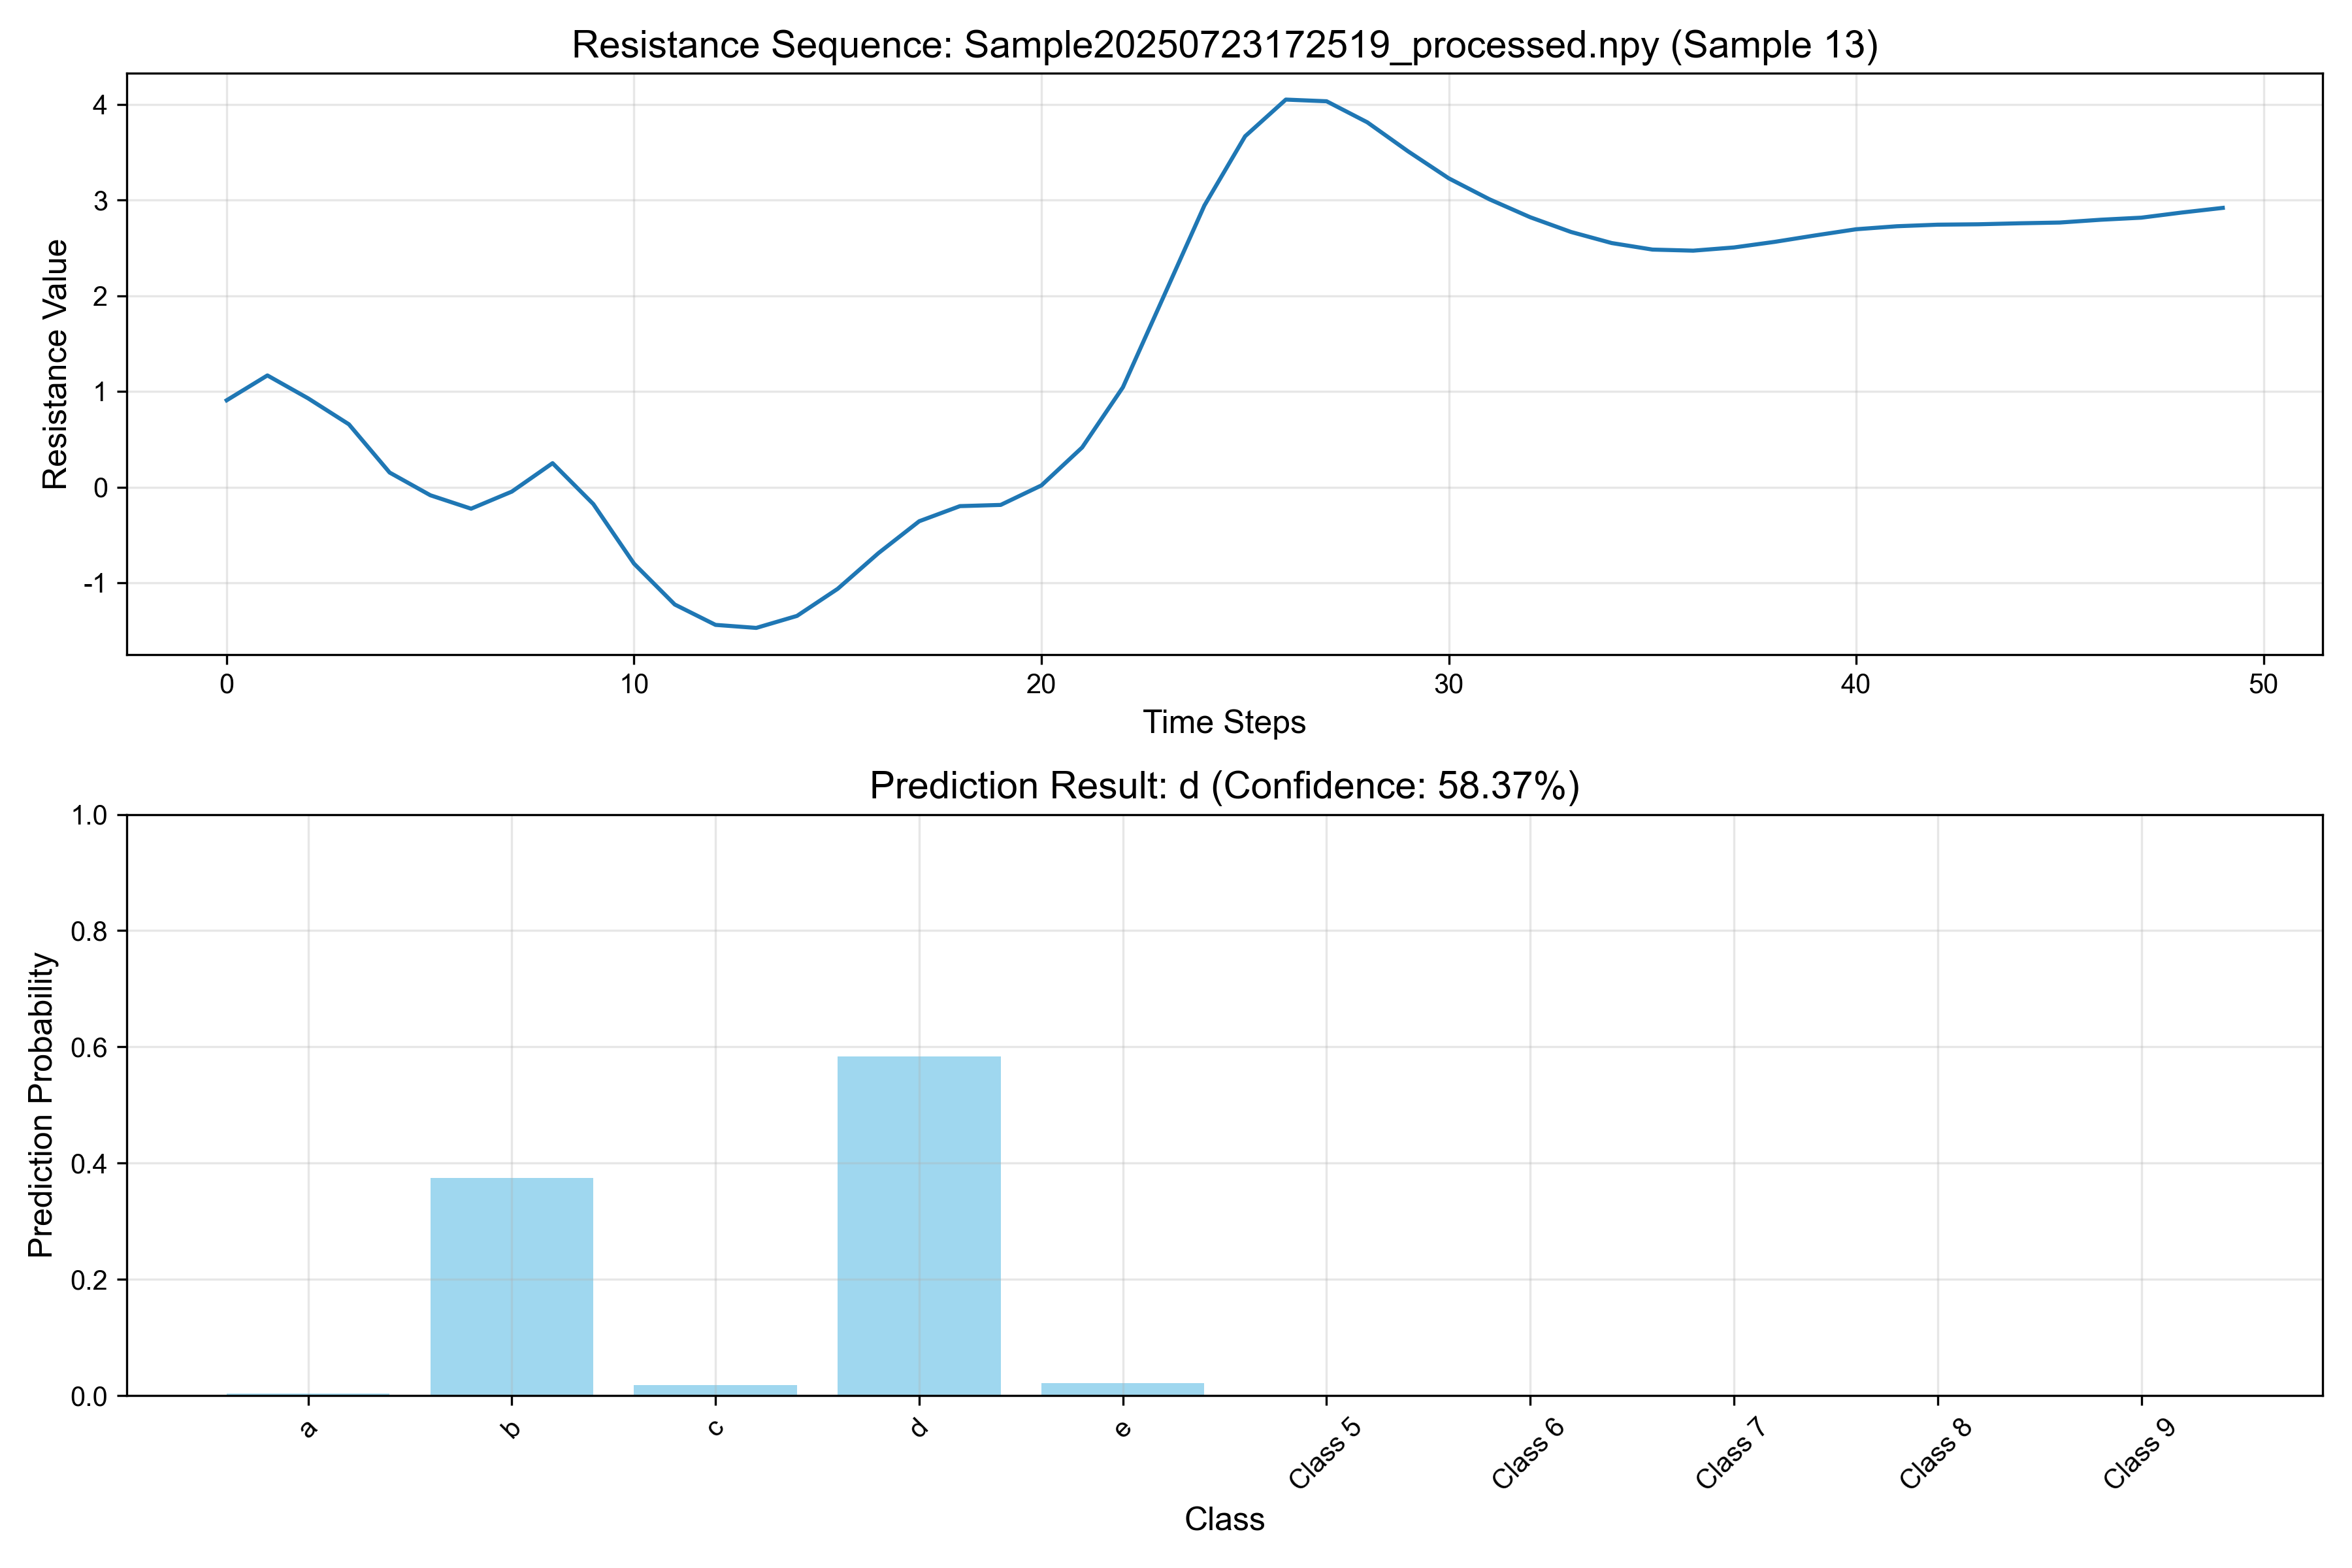 Resistance Sequence: Sample20250723172519_processed.npy (Sample 13)
Resistance Value
4
3
2
1
0
-1
0 10 20 30 40 50
Time Steps
Prediction Result: d (Confidence: 58.37%)
Prediction Probability
1.0
0.8
0.6
0.4
0.2
0.0
a b c d e Class 5 Class 6 Class 7 Class 8 Class 9
Class